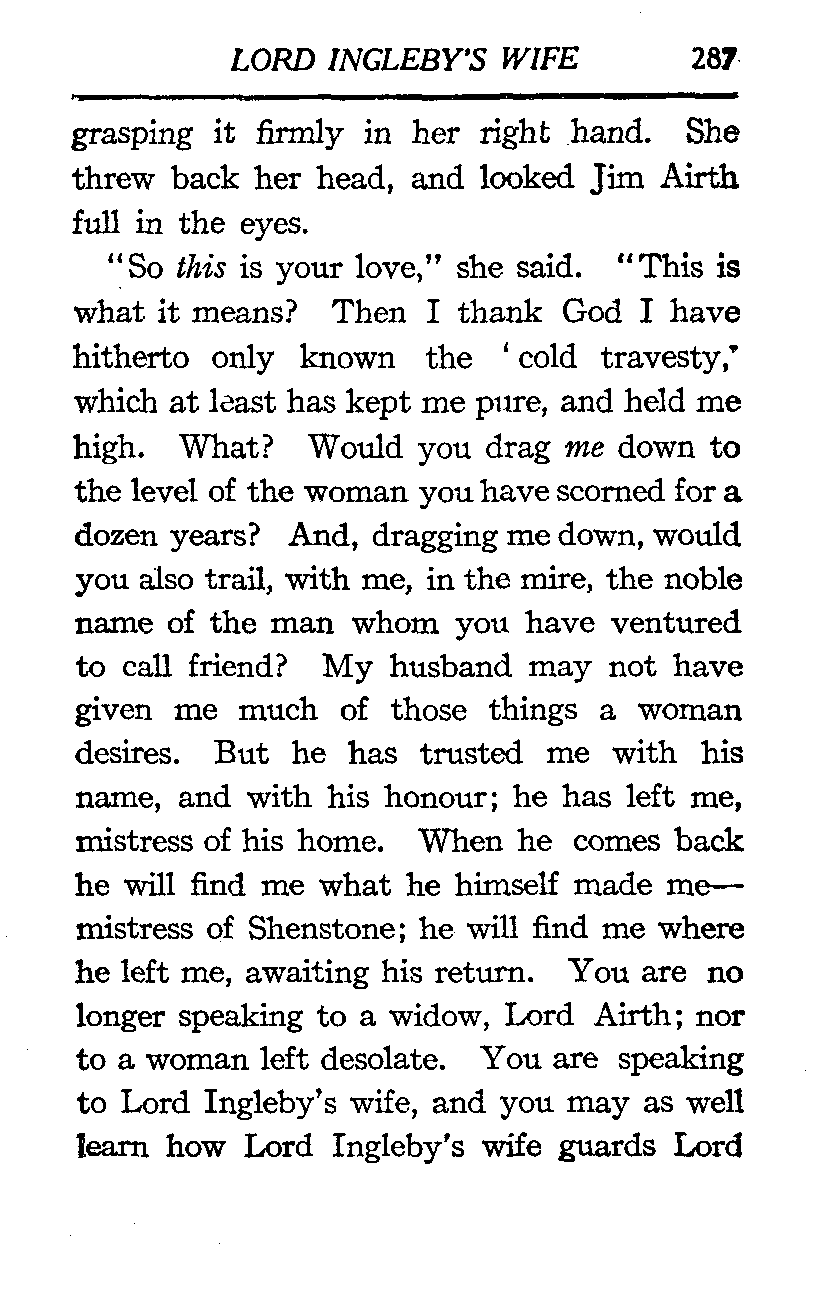 LORD INGLEBY'S WIFE 287
grasping it firmly in her right hand. She
threw back her head, and looked Jim Airth
full in the eyes.
"So this is your love," she said. "This is
what it means? Then I thank God I have
hitherto only known the 'cold travesty,'
which at least has kept me pure, and held me
high. What? Would you drag me down to
the level of the woman you have scorned for a
dozen years? And, dragging me down, would
you also trail, with me, in the mire, the noble
name of the man whom you have ventured
to call friend? My husband may not have
given me much of those things a woman
desires. But he has trusted me with his
name, and with his honour; he has left me,
mistress of his home. When he comes back
he will find me what he himself made me—
mistress of Shenstone; he will find me where
he left me, awaiting his return. You are no
longer speaking to a widow, Lord Airth; nor
to a woman left desolate. You are speaking
to Lord Ingleby's wife, and you may as well
learn how Lord Ingleby's wife guards Lord